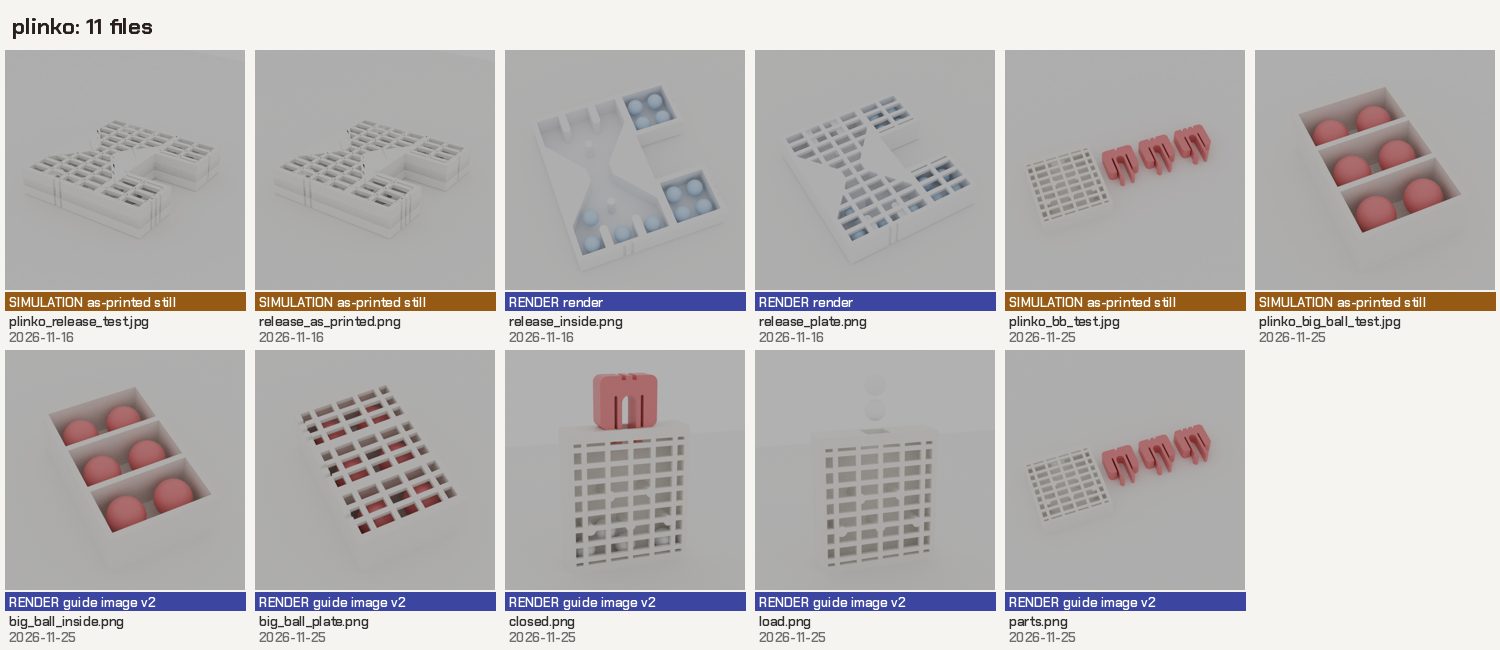 plinko: 11 files
SIMULATION as-printed still
plinko_release_test.jpg
2026-11-16
SIMULATION as-printed still
release_as_printed.png
2026-11-16
RENDER render
release_inside.png
2026-11-16
RENDER render
release_plate.png
2026-11-16
SIMULATION as-printed still
plinko_bb_test.jpg
2026-11-25
SIMULATION as-printed still
plinko_big_ball_test.jpg
2026-11-25
RENDER guide image v2
big_ball_inside.png
2026-11-25
RENDER guide image v2
big_ball_plate.png
2026-11-25
RENDER guide image v2
closed.png
2026-11-25
RENDER guide image v2
load.png
2026-11-25
RENDER guide image v2
parts.png
2026-11-25